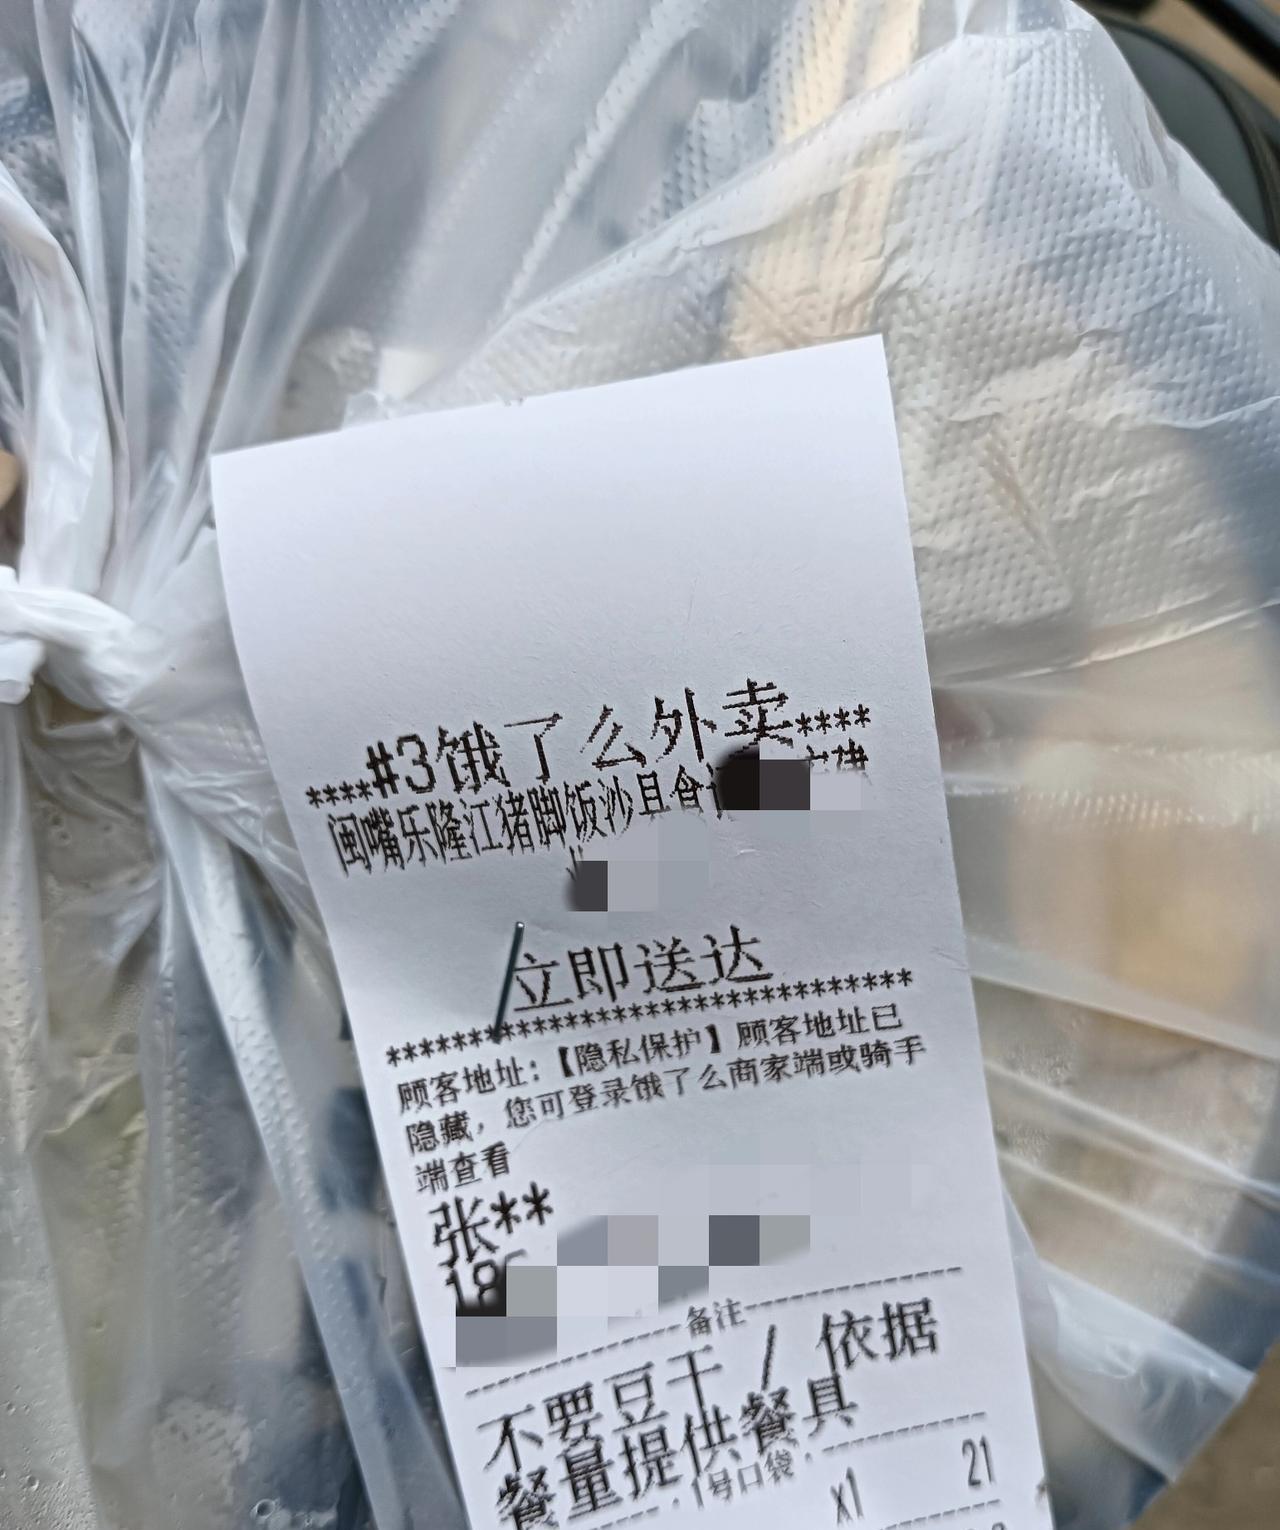 ****#3饿了么外卖****
闽嘴乐隆江猪脚饭沙县食
立即送达
********************************
顾客地址：【隐私保护】顾客地址已
隐藏，您可登录饿了么商家端或骑手
端查看
张**
18
备注
不要豆干 / 依据
餐量提供餐具
1号口袋
x1 21